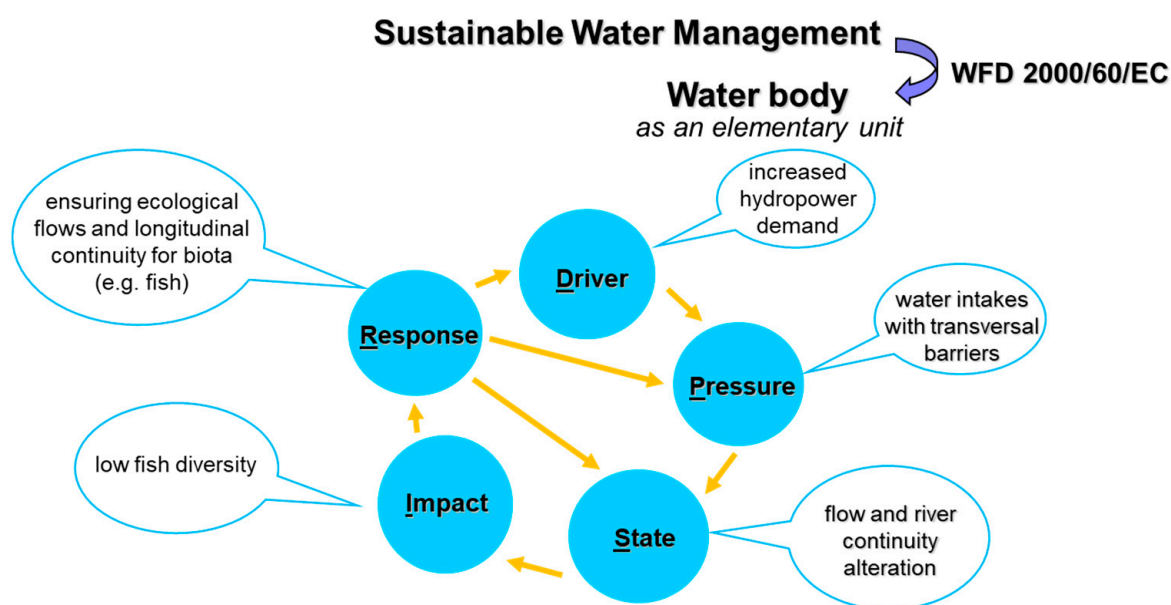 Sustainable Water Management
WFD 2000/60/EC
Water body
as an elementary unit
increased
hydropower
demand
ensuring ecological
flows and longitudinal
continuity for biota
(e.g. fish)
Driver
water intakes
with transversal
barriers
Response
Pressure
low fish diversity
Impact
State
flow and river
continuity
alteration